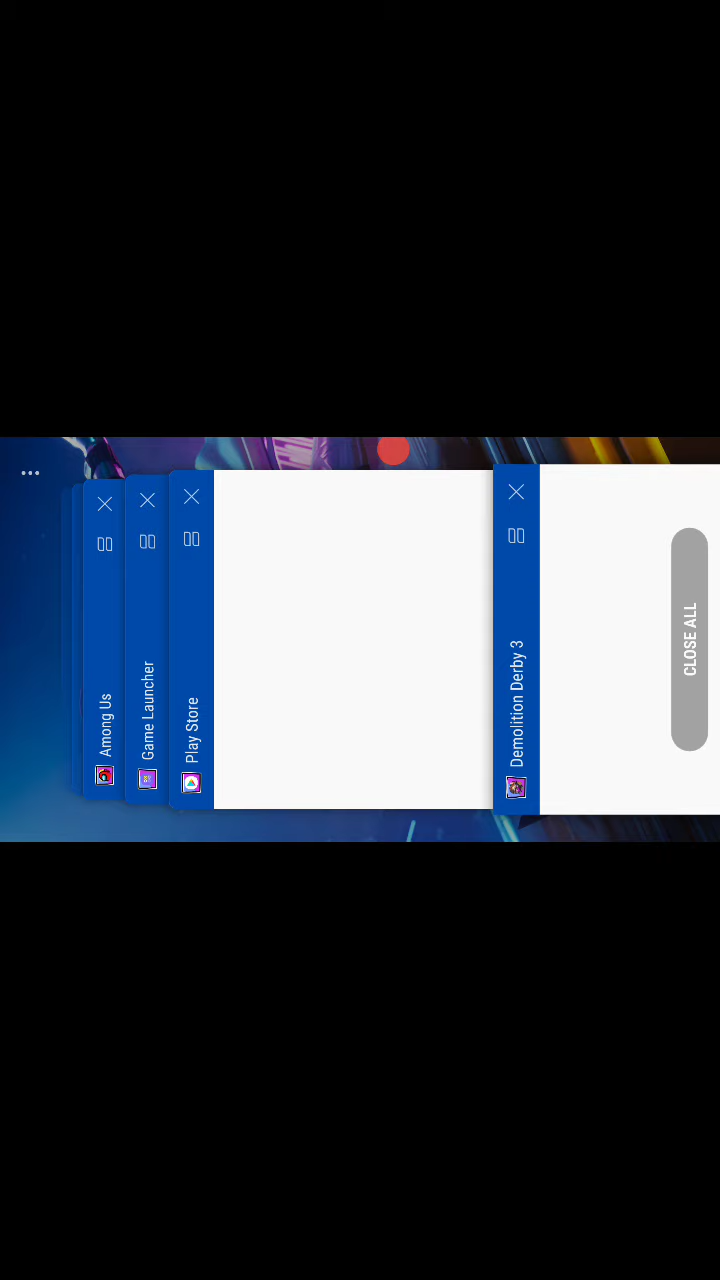 Among Us
Game Launcher
Play Store
Demolition Derby 3
CLOSE ALL